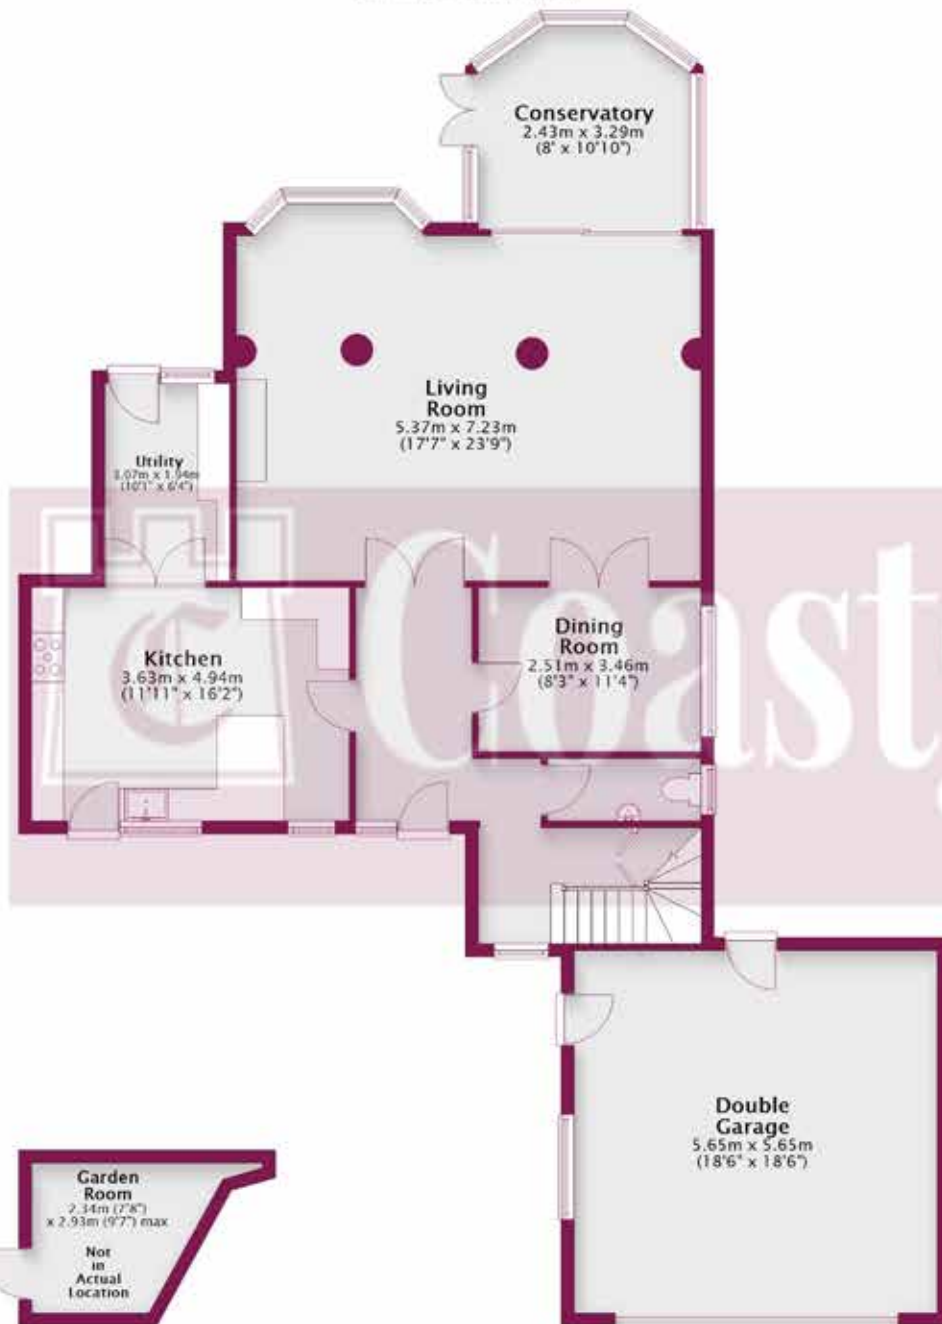 Conservatory
2.43m x 3.29m
(8' x 10'10")
Living
Room
5.37m x 7.23m
(17'7" x 23'9")
Utility
3.07m x 1.94m
(10'1" x 6'4")
Kitchen
3.63m x 4.94m
(11'11" x 16'2")
Dining
Room
2.51m x 3.46m
(8'3" x 11'4")
C Coast
Double
Garage
5.65m x 5.65m
(18'6" x 18'6")
Garden
Room
2.34m (7'8")
x 2.93m (9'7") max
Not
in
Actual
Location